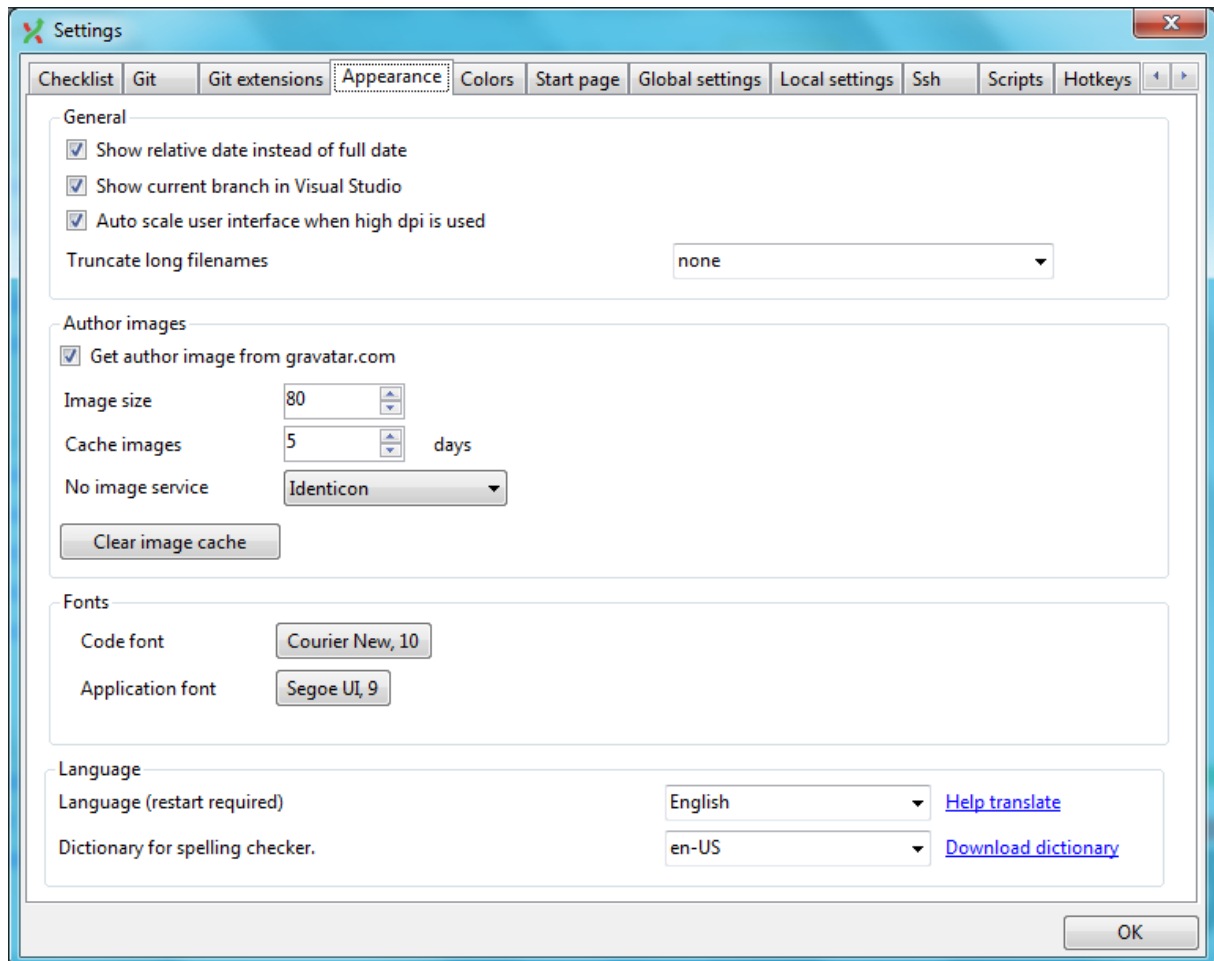 Settings
Checklist Git Git extensions Appearance Colors Start page Global settings Local settings Ssh Scripts Hotkeys
General
Show relative date instead of full date
Show current branch in Visual Studio
Auto scale user interface when high dpi is used
Truncate long filenames none
Author images
Get author image from gravatar.com
Image size 80
Cache images 5 days
No image service Identicon
Clear image cache
Fonts
Code font Courier New, 10
Application font Segoe UI, 9
Language
Language (restart required) English Help translate
Dictionary for spelling checker. en-US Download dictionary
OK